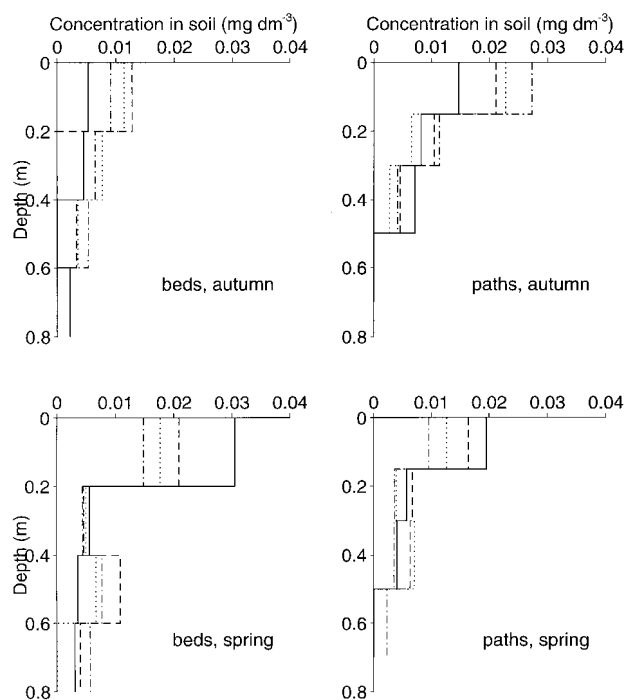 Concentration in soil (mg dm-3) Concentration in soil (mg dm-3)
0 0.01 0.02 0.03 0.04 0 0.01 0.02 0.03 0.04
0 0
0.2 0.2
0.4 0.4
0.6 0.6
0.8 0.8
Depth (m)
beds, autumn paths, autumn
0 0.01 0.02 0.03 0.04 0 0.01 0.02 0.03 0.04
0 0
0.2 0.2
0.4 0.4
0.6 0.6
0.8 0.8
Depth (m)
beds, spring paths, spring